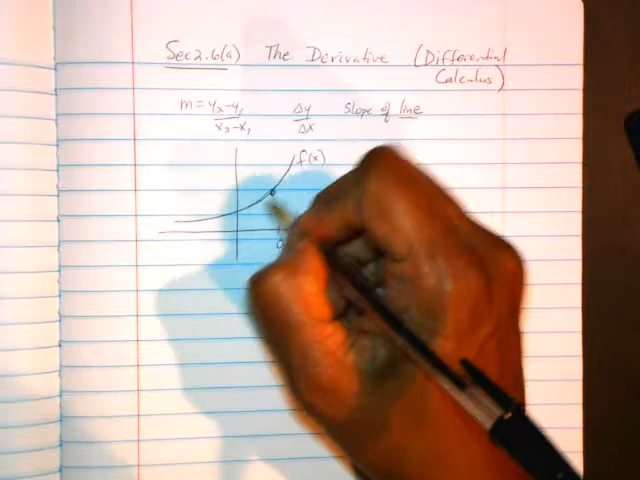 Sec2.6(a) The Derivative (Differential
Calculus)
m = y₂-y₁ / x₂-x₁ Δy / Δx Slope of line
f(x)